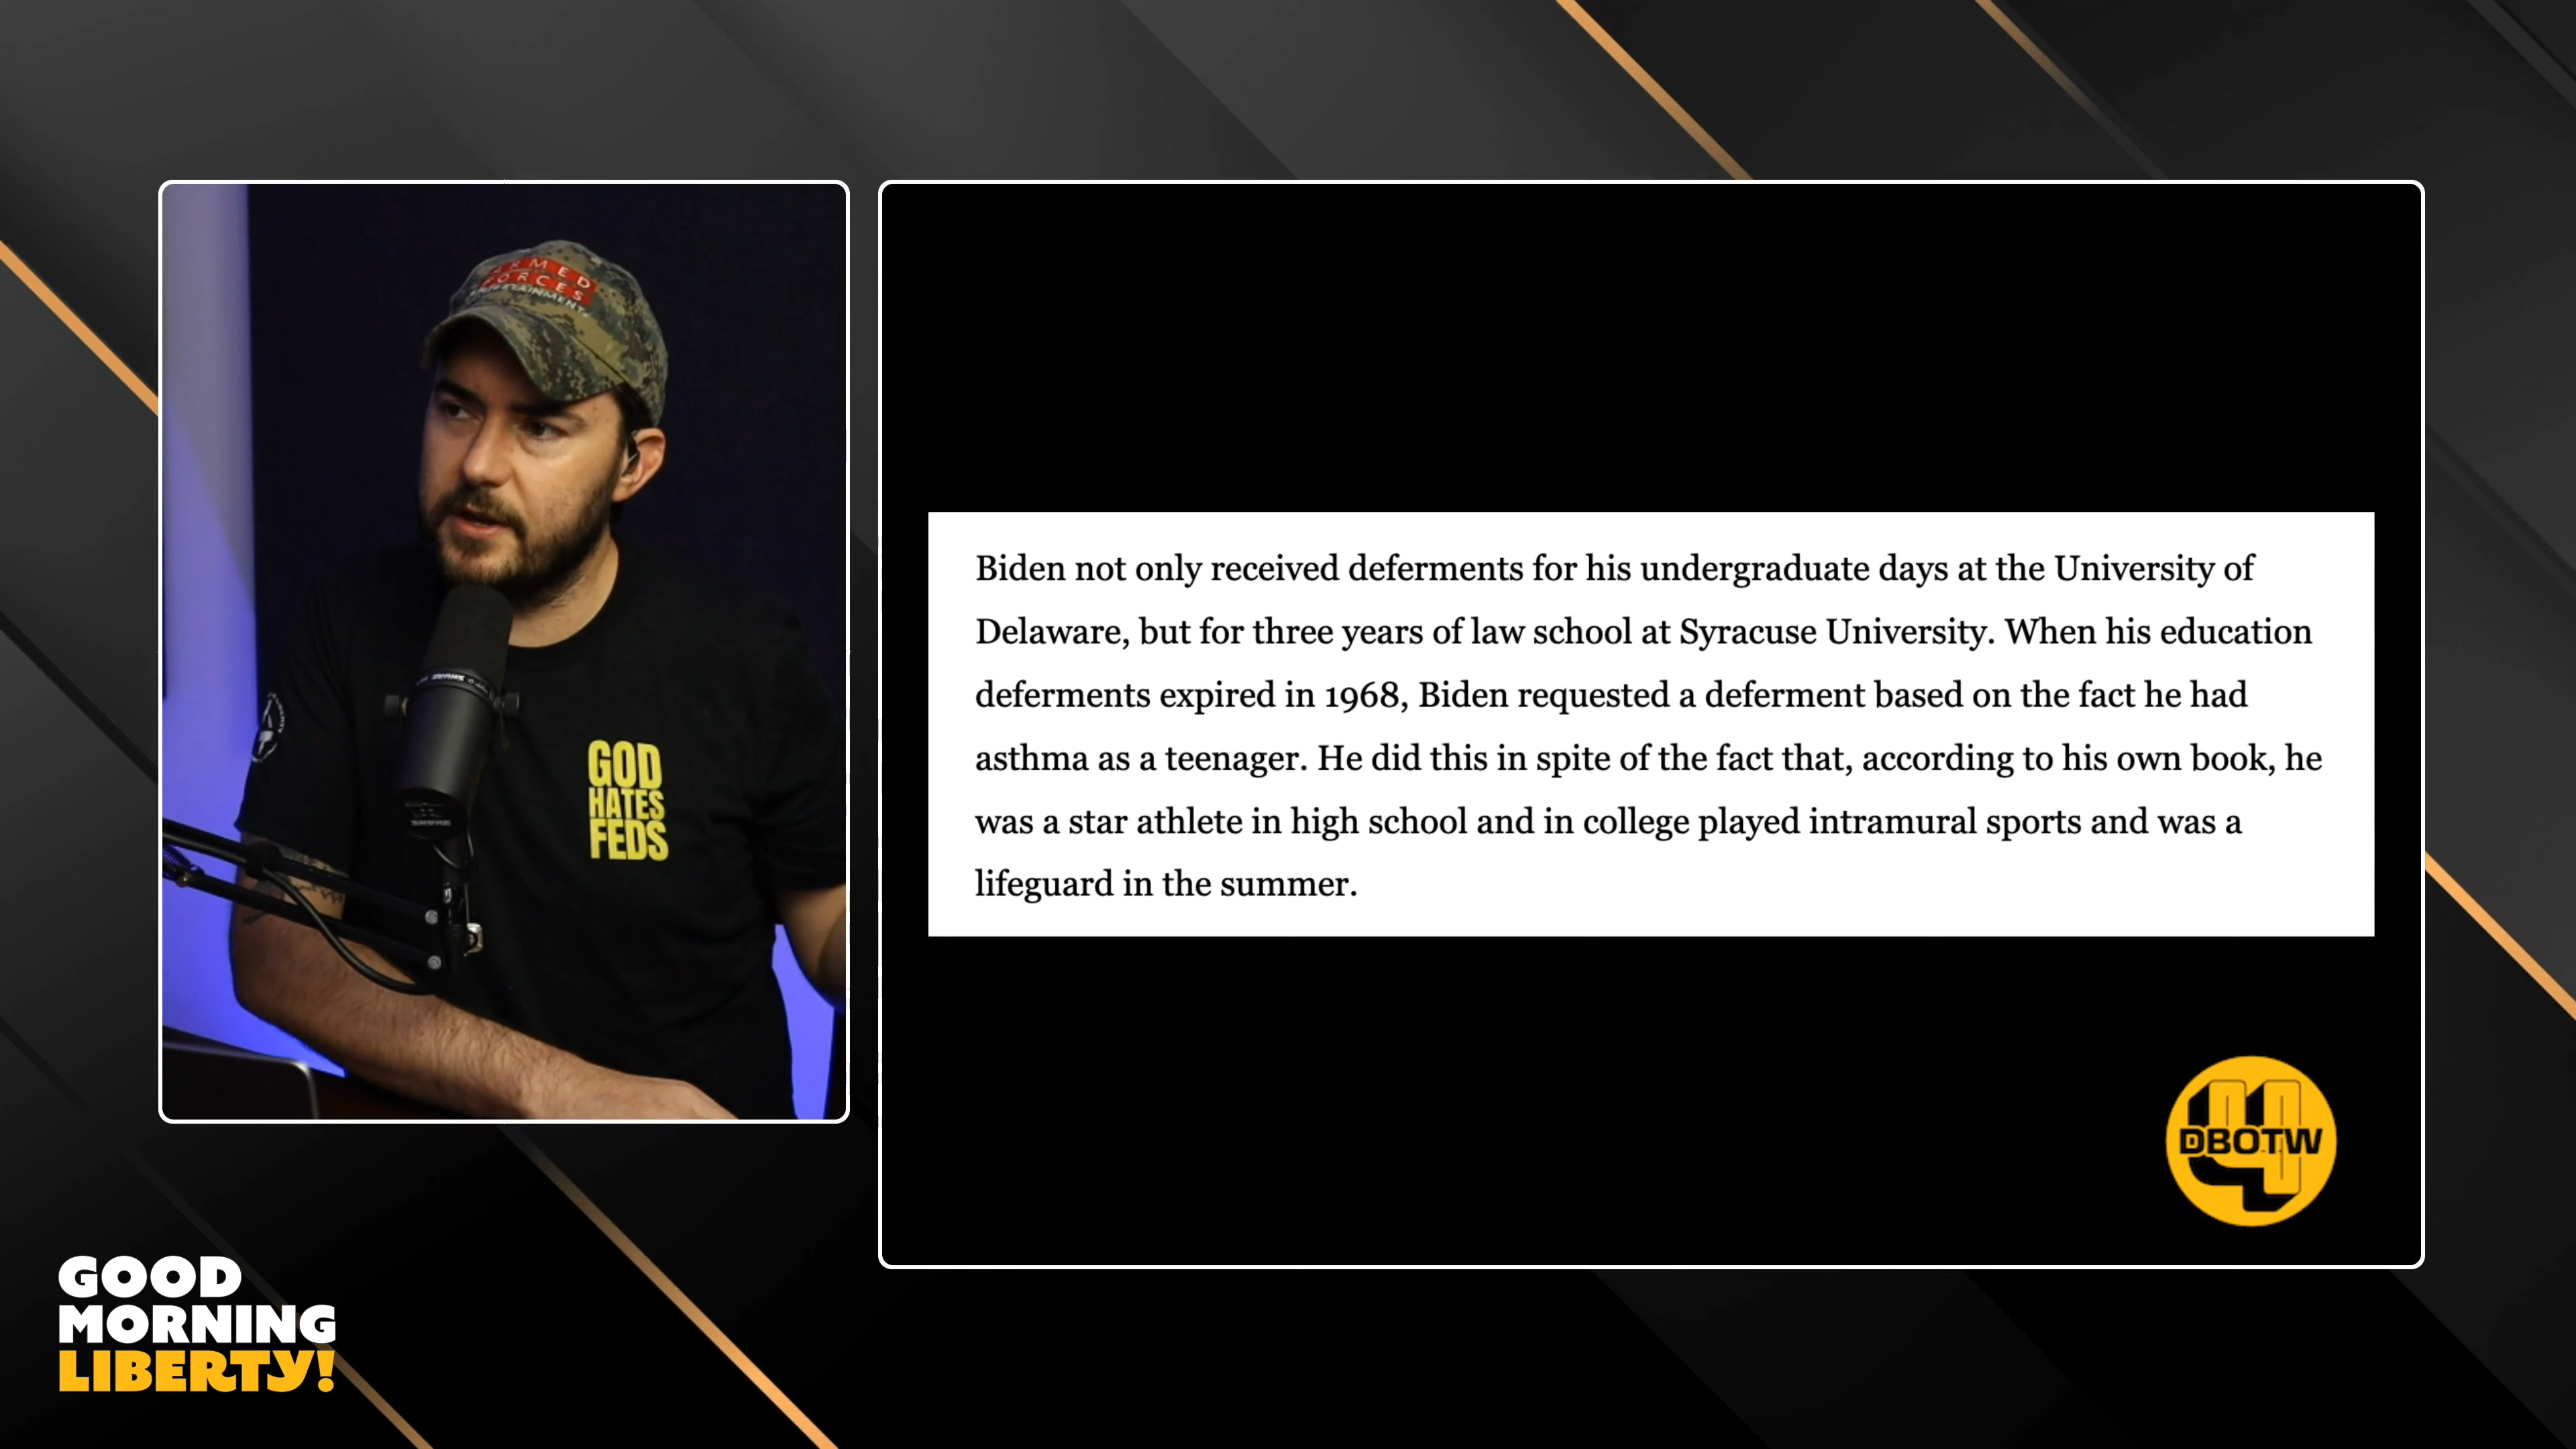 ARMED
FORCES
ENTERTAINMENT
GOD
HATES
FEDS
Biden not only received deferments for his undergraduate days at the University of
Delaware, but for three years of law school at Syracuse University. When his education
deferments expired in 1968, Biden requested a deferment based on the fact he had
asthma as a teenager. He did this in spite of the fact that, according to his own book, he
was a star athlete in high school and in college played intramural sports and was a
lifeguard in the summer.
DBOTW
GOOD
MORNING
LIBERTY!